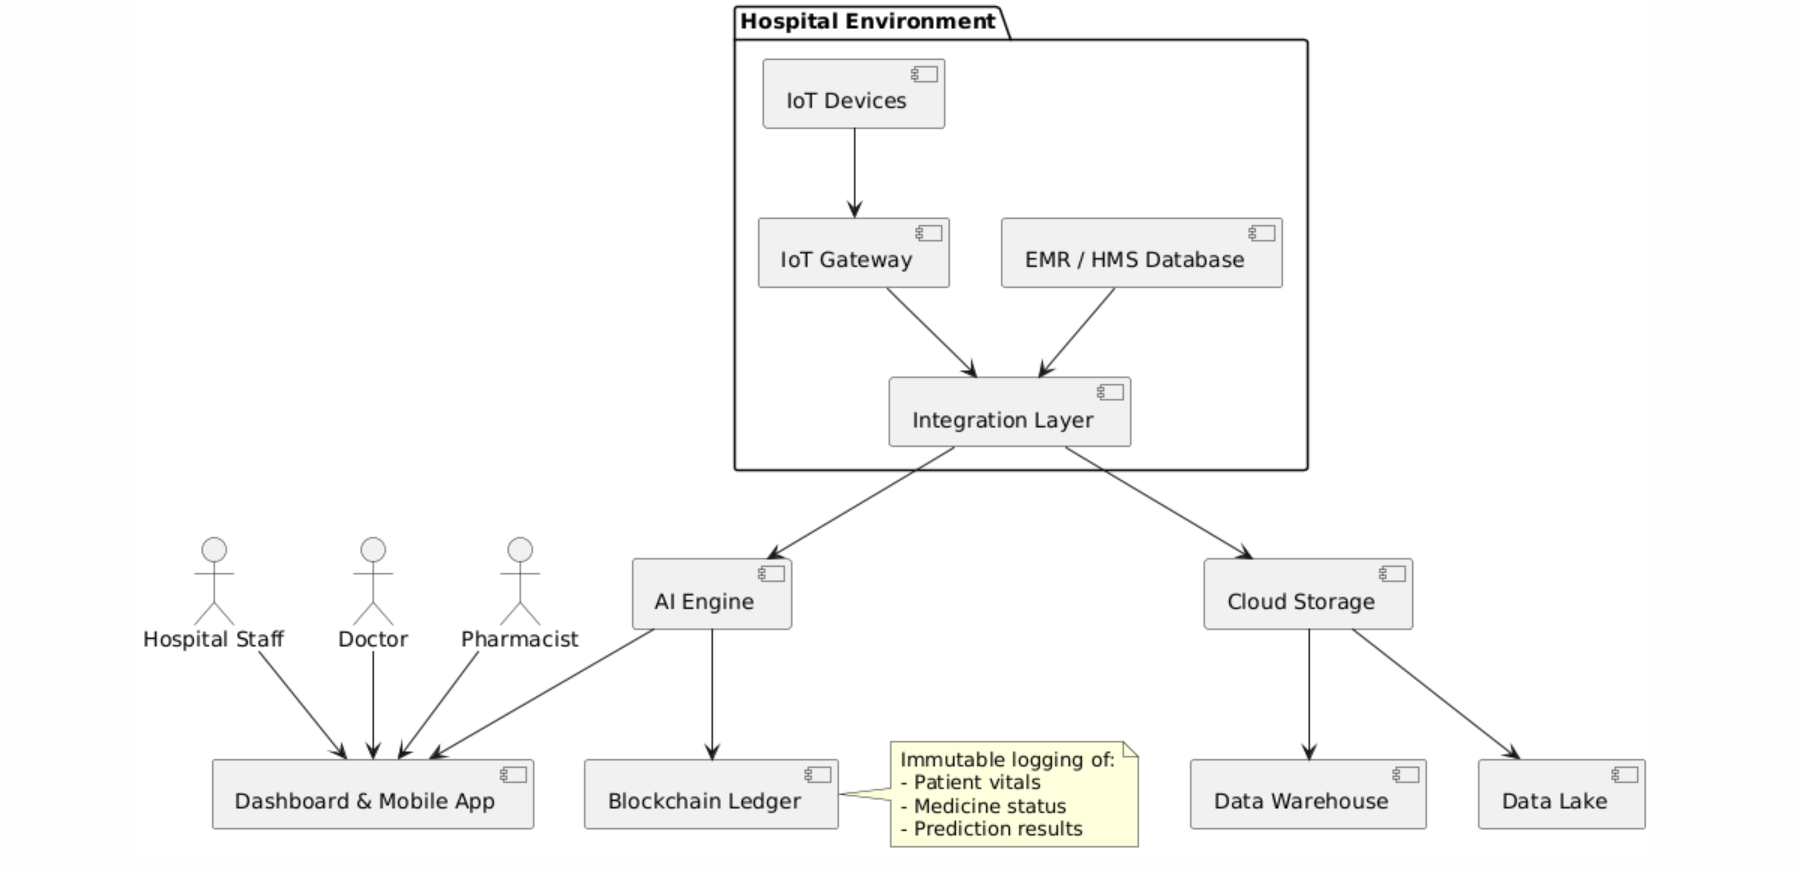 Hospital Environment
IoT Devices
IoT Gateway
EMR / HMS Database
Integration Layer
AI Engine
Cloud Storage
Hospital Staff
Doctor
Pharmacist
Dashboard & Mobile App
Blockchain Ledger
Immutable logging of:
- Patient vitals
- Medicine status
- Prediction results
Data Warehouse
Data Lake